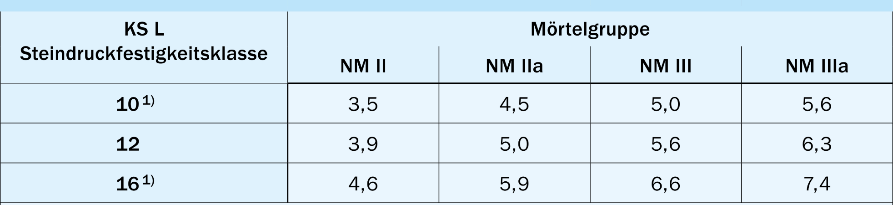 KS L
Steindruckfestigkeitsklasse
Mörtelgruppe
NM II NM IIa NM III NM IIIa
10 1) 3,5 4,5 5,0 5,6
12 3,9 5,0 5,6 6,3
16 1) 4,6 5,9 6,6 7,4